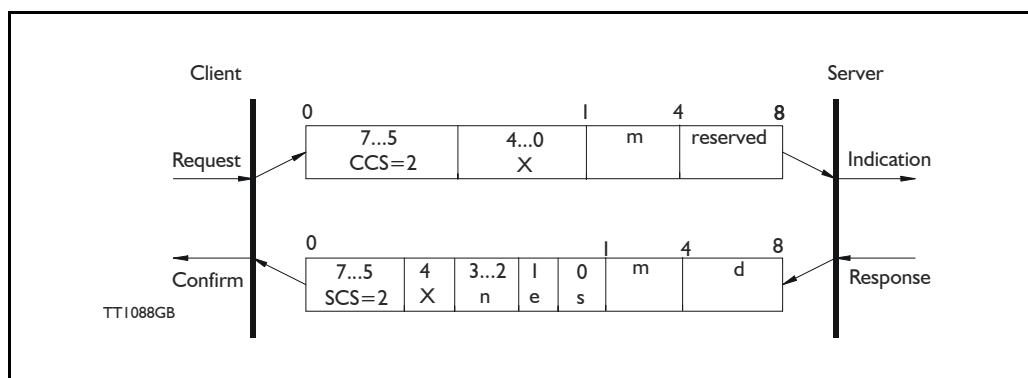 Client Server
0 1 4 8
7...5 4...0 m reserved
CCS=2 X
Request Indication
0 1 4 8
7...5 4 3...2 1 0 m d
SCS=2 X n e s
Confirm Response
TT1088GB